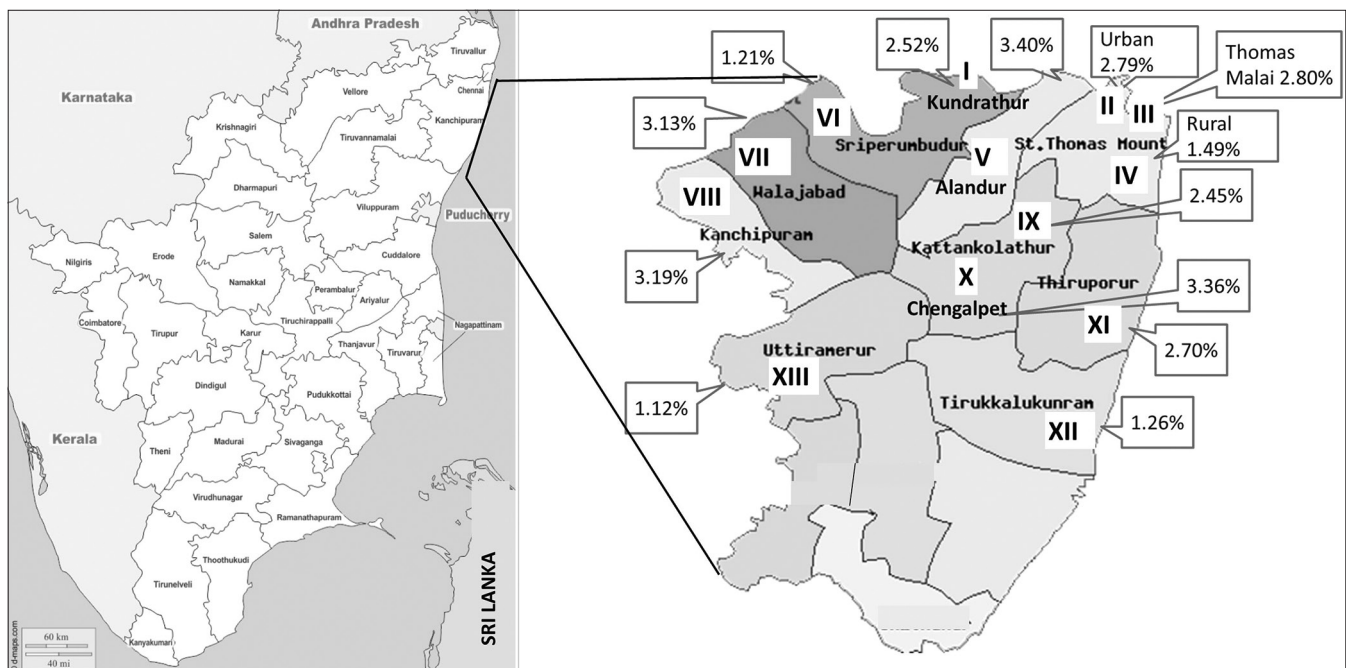 Andhra Pradesh
Karnataka
Kerala
Puducherry
SRI LANKA
Tiruvallur
Chennai
Vellore
Kanchipuram
Krishnagiri
Tiruvannamalai
Dharmapuri
Viluppuram
Salem
Erode
Nilgiris
Cuddalore
Namakkal
Perambalur
Ariyalur
Coimbatore
Tirupur
Karur
Tiruchirappalli
Nagapattinam
Thanjavur
Tiruvarur
Dindigul
Pudukkottai
Madurai
Sivaganga
Theni
Virudhunagar
Ramanathapuram
Thoothukudi
Tirunelveli
Kanyakumari
60 km
40 mi
© d-maps.com
1.21%
2.52%
3.40%
Urban
2.79%
Thomas
Malai 2.80%
I
Kundrathur
II
III
3.13%
VI
Sriperumbudur
V
Alandur
St.Thomas Mount
Rural
1.49%
IV
VII
Walajabad
VIII
Kanchipuram
3.19%
IX
2.45%
Kattankolathur
X
Chengalpet
Thiruporur
3.36%
XI
2.70%
Uttiramerur
XIII
1.12%
Tirukkalukunram
XII
1.26%